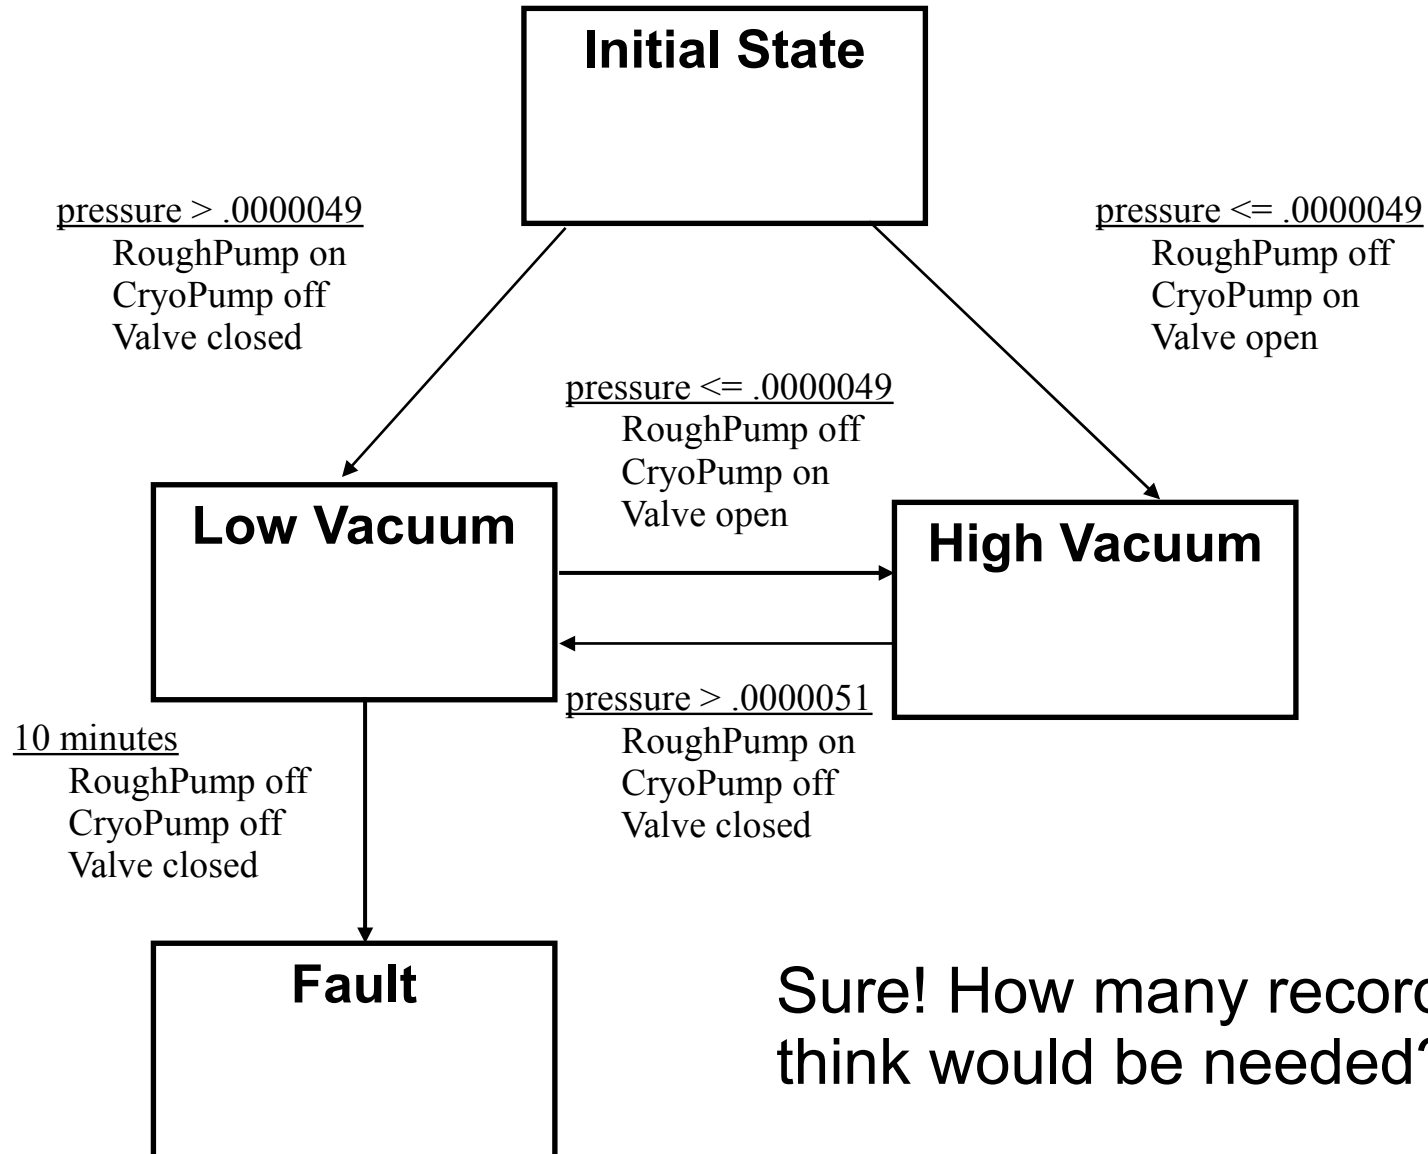 Initial State
pressure > .0000049
RoughPump on
CryoPump off
Valve closed
pressure <= .0000049
RoughPump off
CryoPump on
Valve open
pressure <= .0000049
RoughPump off
CryoPump on
Valve open
Low Vacuum
High Vacuum
pressure > .0000051
RoughPump on
CryoPump off
Valve closed
10 minutes
RoughPump off
CryoPump off
Valve closed
Fault
Sure! How many
think would be needed?